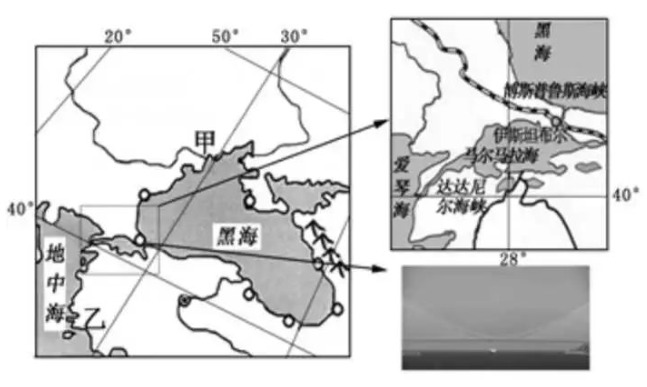 20°
50°
30°
甲
40°
黑海
地中海
乙
黑海
博斯普鲁斯海峡
伊斯坦布尔
马尔马拉海
爱琴海
达达尼
尔海峡
40°
28°